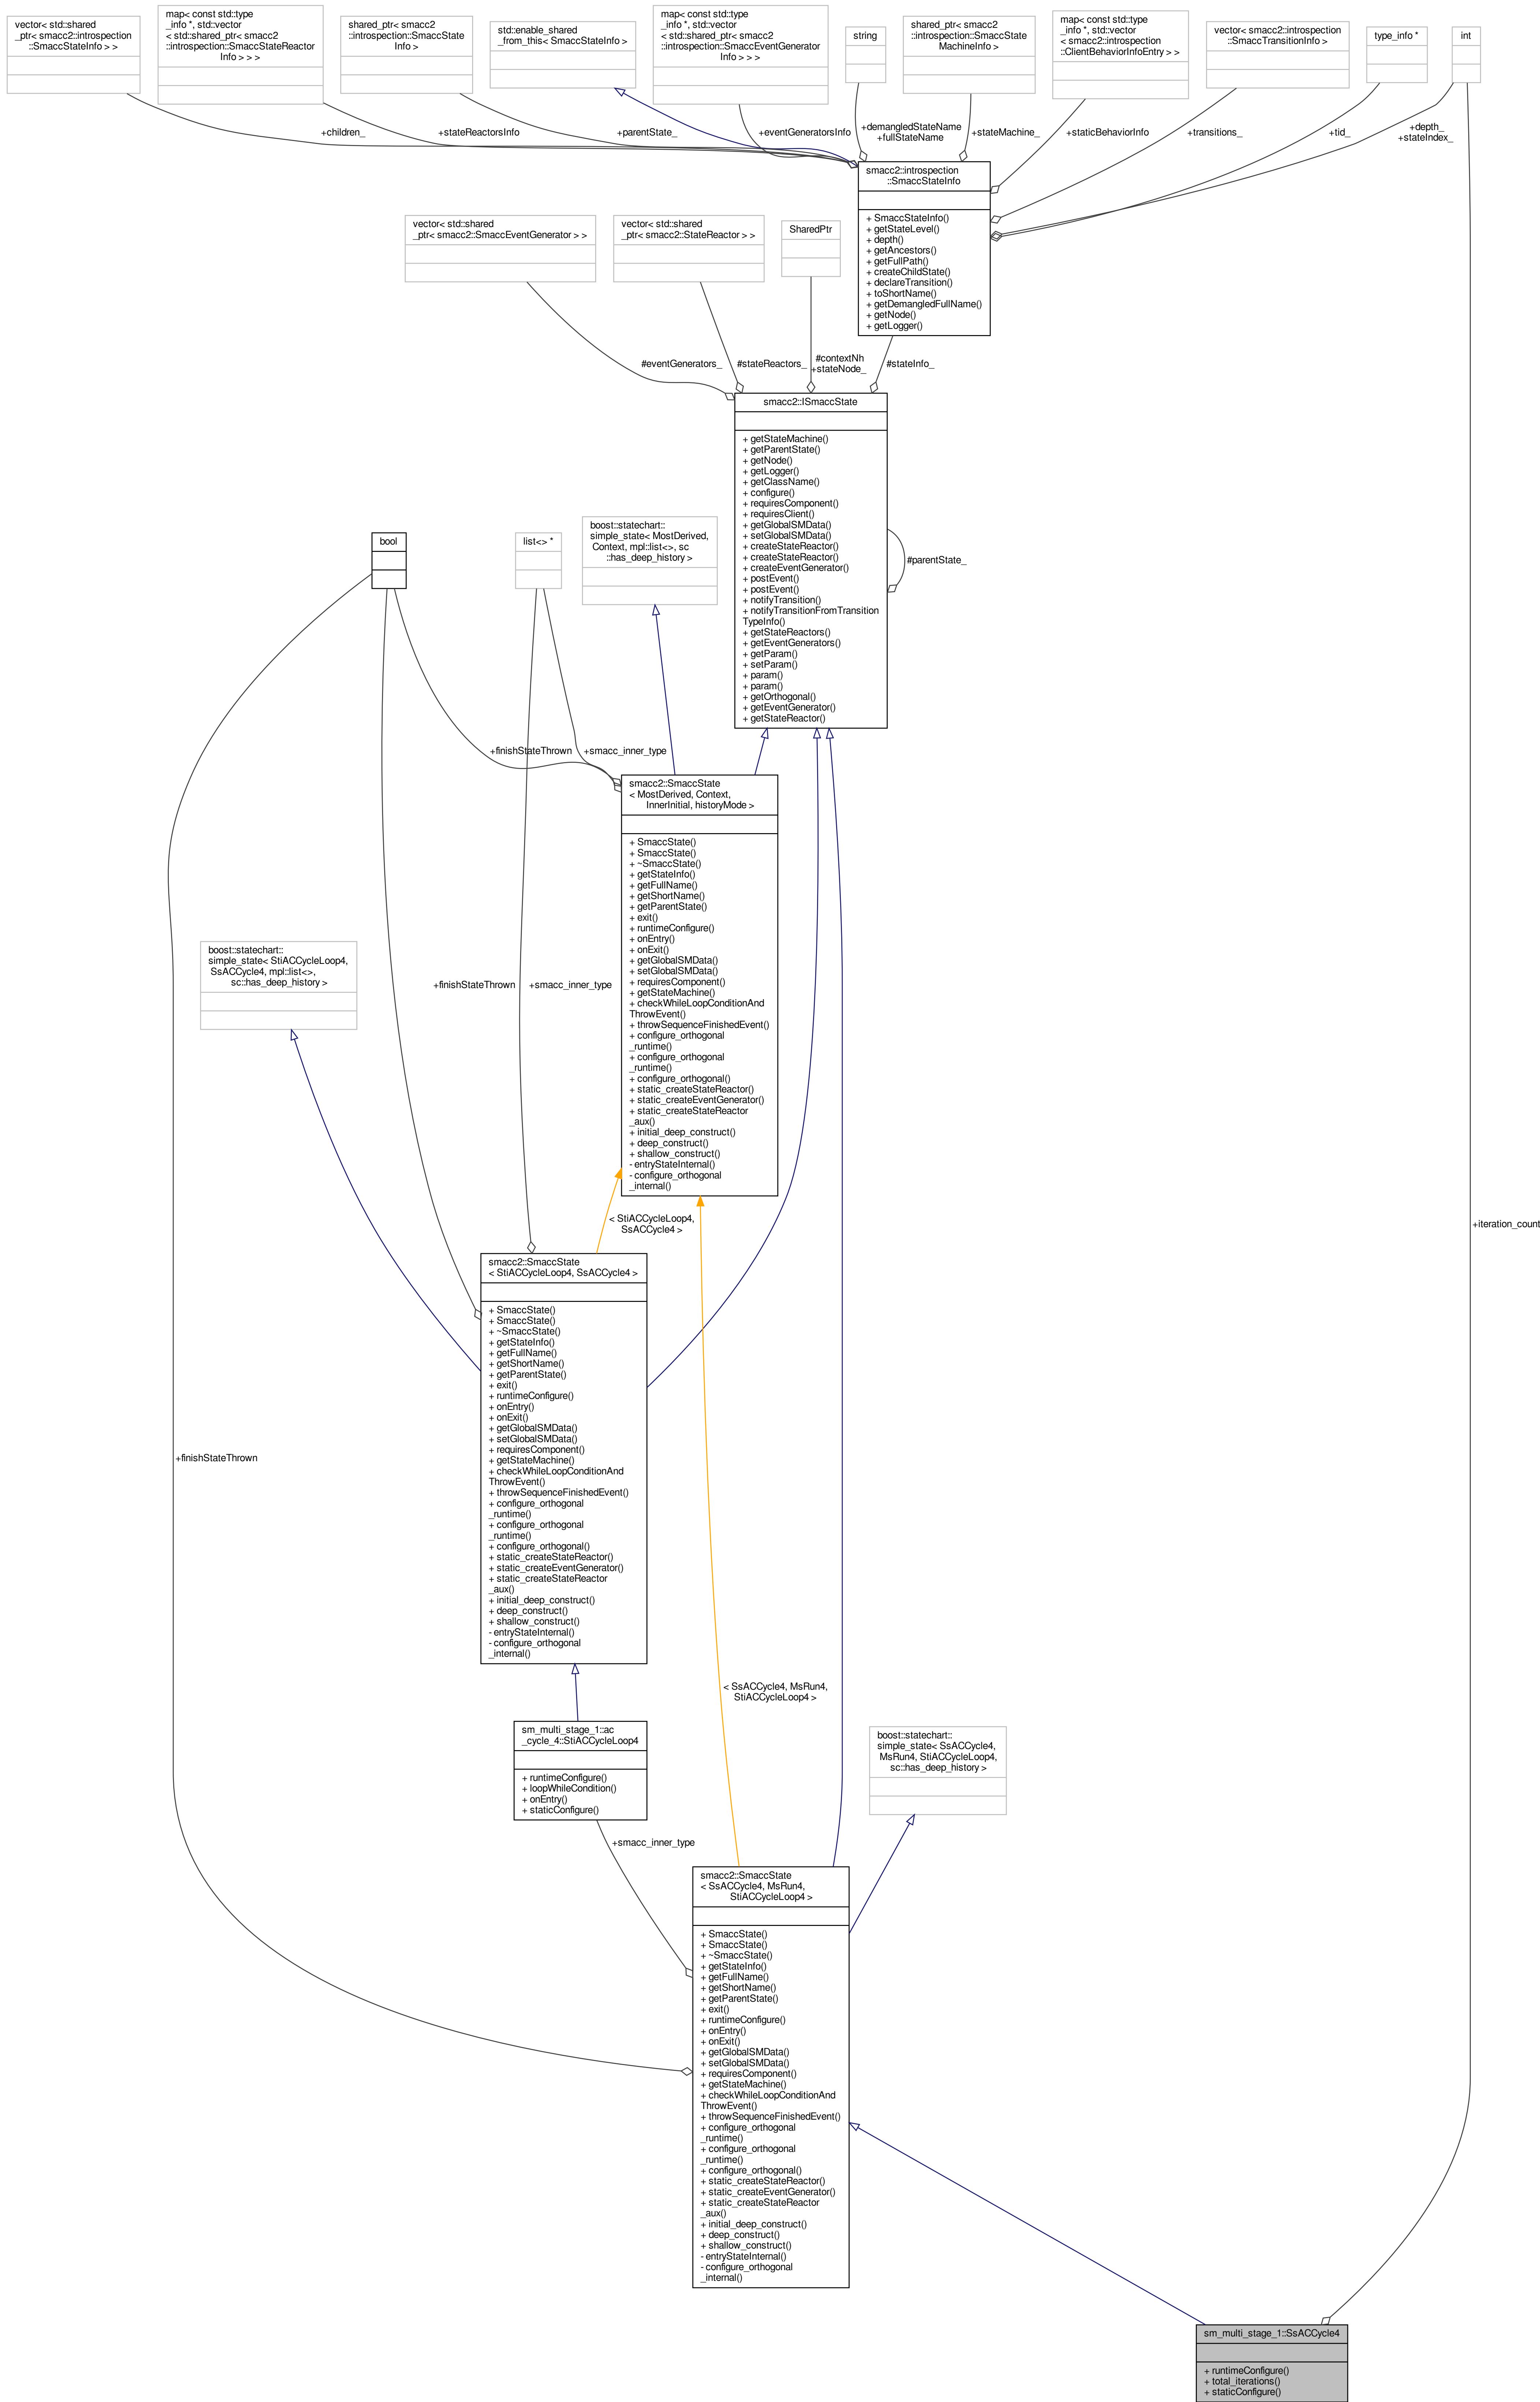 vector< std::shared
_ptr< smacc2::introspection
::SmaccStateInfo > >
map< const std::type
_info *, std::vector
< std::shared_ptr< smacc2
::introspection::SmaccStateReactor
Info > > >
shared_ptr< smacc2
::introspection::SmaccState
Info >
std::enable_shared
_from_this< SmaccStateInfo >
map< const std::type
_info *, std::vector
< std::shared_ptr< smacc2
::introspection::SmaccEventGenerator
Info > > >
string
shared_ptr< smacc2
::introspection::SmaccState
MachineInfo >
map< const std::type
_info *, std::vector
< smacc2::introspection
::ClientBehaviorInfoEntry > >
vector< smacc2::introspection
::SmaccTransitionInfo >
type_info *
int
+children_
+stateReactorsInfo
+parentState_
+eventGeneratorsInfo
+demangledStateName
+fullStateName
+stateMachine_
+staticBehaviorInfo
+transitions_
+tid_
+depth_
+stateIndex_
smacc2::introspection
::SmaccStateInfo
+ SmaccStateInfo()
+ getStateLevel()
+ depth()
+ getAncestors()
+ getFullPath()
+ createChildState()
+ declareTransition()
+ toShortName()
+ getDemangledFullName()
+ getNode()
+ getLogger()
vector< std::shared
_ptr< smacc2::SmaccEventGenerator > >
vector< std::shared
_ptr< smacc2::StateReactor > >
SharedPtr
#eventGenerators_
#stateReactors_
#contextNh
+stateNode_
#stateInfo_
smacc2::ISmaccState
+ getStateMachine()
+ getParentState()
+ getNode()
+ getLogger()
+ getClassName()
+ configure()
+ requiresComponent()
+ requiresClient()
+ getGlobalSMData()
+ setGlobalSMData()
+ createStateReactor()
+ createStateReactor()
+ createEventGenerator()
+ postEvent()
+ postEvent()
+ notifyTransition()
+ notifyTransitionFromTransition
TypeInfo()
+ getStateReactors()
+ getEventGenerators()
+ getParam()
+ setParam()
+ param()
+ param()
+ getOrthogonal()
+ getEventGenerator()
+ getStateReactor()
#parentState_
bool
list<> *
boost::statechart::
simple_state< MostDerived,
Context, mpl::list<>, sc
::has_deep_history >
+finishStateThrown
+smacc_inner_type
smacc2::SmaccState
< MostDerived, Context,
InnerInitial, historyMode >
+ SmaccState()
+ SmaccState()
+ ~SmaccState()
+ getStateInfo()
+ getFullName()
+ getShortName()
+ getParentState()
+ exit()
+ runtimeConfigure()
+ onEntry()
+ onExit()
+ getGlobalSMData()
+ setGlobalSMData()
+ requiresComponent()
+ getStateMachine()
+ checkWhileLoopConditionAnd
ThrowEvent()
+ throwSequenceFinishedEvent()
+ configure_orthogonal
_runtime()
+ configure_orthogonal
_runtime()
+ configure_orthogonal()
+ static_createStateReactor()
+ static_createEventGenerator()
+ static_createStateReactor
_aux()
+ initial_deep_construct()
+ deep_construct()
+ shallow_construct()
- entryStateInternal()
- configure_orthogonal
_internal()
boost::statechart::
simple_state< StiACCycleLoop4,
SsACCycle4, mpl::list<>,
sc::has_deep_history >
+finishStateThrown
+smacc_inner_type
< StiACCycleLoop4,
SsACCycle4 >
+iteration_count
smacc2::SmaccState
< StiACCycleLoop4, SsACCycle4 >
+ SmaccState()
+ SmaccState()
+ ~SmaccState()
+ getStateInfo()
+ getFullName()
+ getShortName()
+ getParentState()
+ exit()
+ runtimeConfigure()
+ onEntry()
+ onExit()
+ getGlobalSMData()
+ setGlobalSMData()
+ requiresComponent()
+ getStateMachine()
+ checkWhileLoopConditionAnd
ThrowEvent()
+ throwSequenceFinishedEvent()
+ configure_orthogonal
_runtime()
+ configure_orthogonal
_runtime()
+ configure_orthogonal()
+ static_createStateReactor()
+ static_createEventGenerator()
+ static_createStateReactor
_aux()
+ initial_deep_construct()
+ deep_construct()
+ shallow_construct()
- entryStateInternal()
- configure_orthogonal
_internal()
+finishStateThrown
< SsACCycle4, MsRun4,
StiACCycleLoop4 >
sm_multi_stage_1::ac
_cycle_4::StiACCycleLoop4
+ runtimeConfigure()
+ loopWhileCondition()
+ onEntry()
+ staticConfigure()
boost::statechart::
simple_state< SsACCycle4,
MsRun4, StiACCycleLoop4,
sc::has_deep_history >
+smacc_inner_type
smacc2::SmaccState
< SsACCycle4, MsRun4,
StiACCycleLoop4 >
+ SmaccState()
+ SmaccState()
+ ~SmaccState()
+ getStateInfo()
+ getFullName()
+ getShortName()
+ getParentState()
+ exit()
+ runtimeConfigure()
+ onEntry()
+ onExit()
+ getGlobalSMData()
+ setGlobalSMData()
+ requiresComponent()
+ getStateMachine()
+ checkWhileLoopConditionAnd
ThrowEvent()
+ throwSequenceFinishedEvent()
+ configure_orthogonal
_runtime()
+ configure_orthogonal
_runtime()
+ configure_orthogonal()
+ static_createStateReactor()
+ static_createEventGenerator()
+ static_createStateReactor
_aux()
+ initial_deep_construct()
+ deep_construct()
+ shallow_construct()
- entryStateInternal()
- configure_orthogonal
_internal()
sm_multi_stage_1::SsACCycle4
+ runtimeConfigure()
+ total_iterations()
+ staticConfigure()